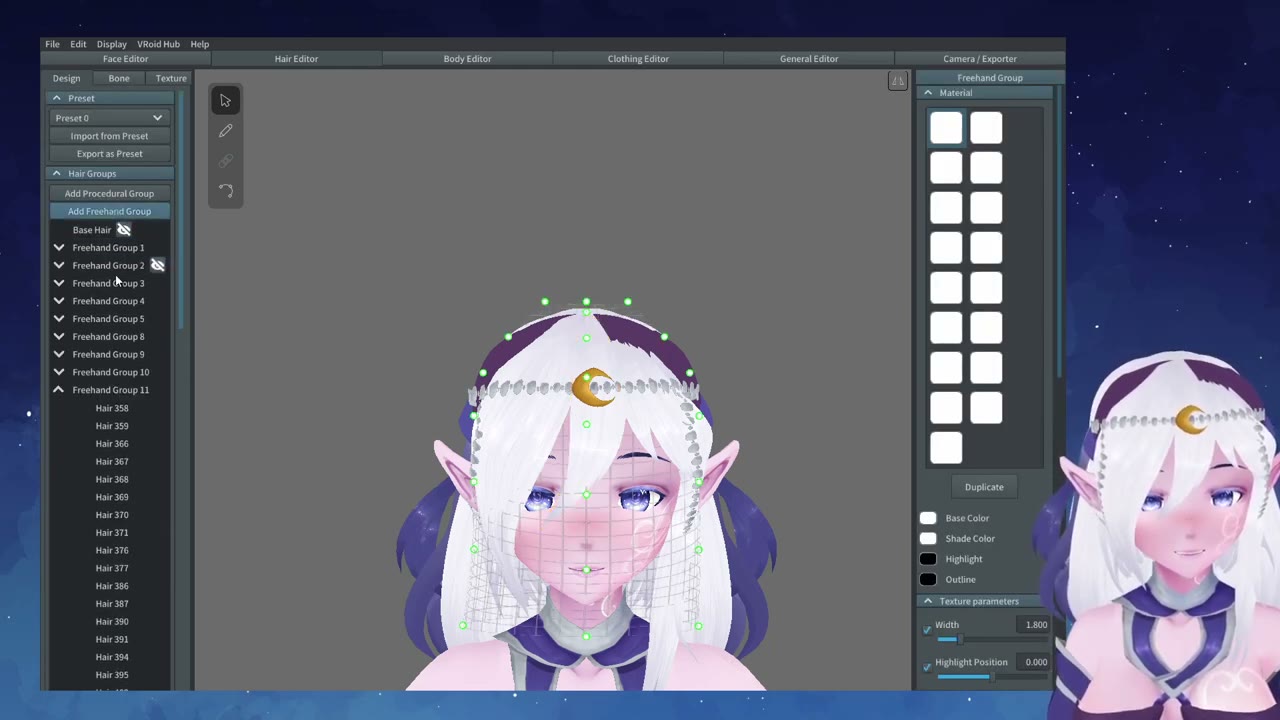 File Edit Display VRoid Hub Help
Face Editor Hair Editor Body Editor Clothing Editor General Editor Camera / Exporter
Design Bone Texture
Preset
Preset 0
Import from Preset
Export as Preset
Hair Groups
Add Procedural Group
Add Freehand Group
Base Hair
Freehand Group 1
Freehand Group 2
Freehand Group 3
Freehand Group 4
Freehand Group 5
Freehand Group 8
Freehand Group 9
Freehand Group 10
Freehand Group 11
Hair 358
Hair 359
Hair 366
Hair 367
Hair 368
Hair 369
Hair 370
Hair 371
Hair 376
Hair 377
Hair 386
Hair 387
Hair 390
Hair 391
Hair 394
Hair 395
Freehand Group
Material
Duplicate
Base Color
Shade Color
Highlight
Outline
Texture parameters
Width 1.800
Highlight Position 0.000